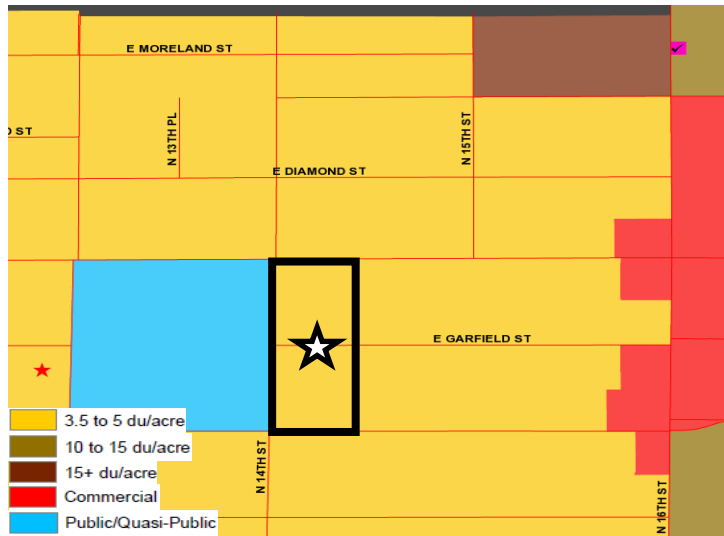 E MORELAND ST
N 13TH PL
N 15TH ST
E DIAMOND ST
E GARFIELD ST
N 14TH ST
N 16TH ST
3.5 to 5 du/acre
10 to 15 du/acre
15+ du/acre
Commercial
Public/Quasi-Public